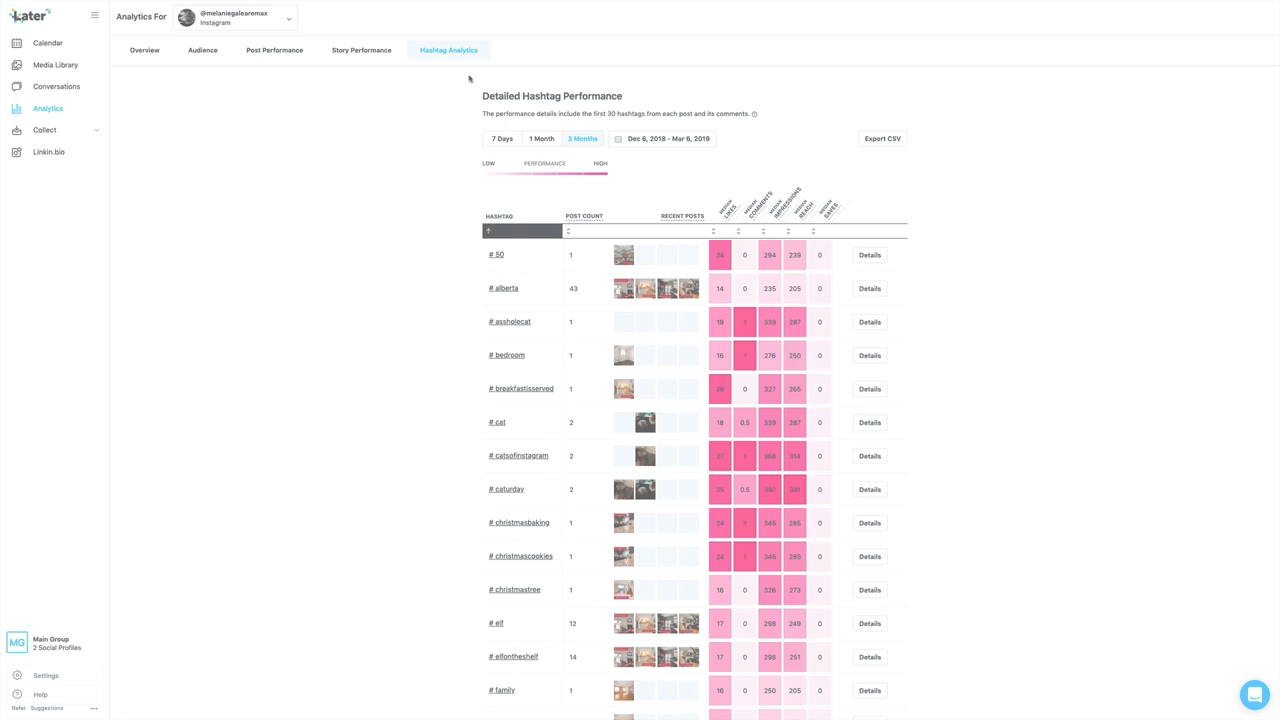 Later
Analytics For
@melaniegalearemax
Instagram
Calendar
Media Library
Conversations
Analytics
Collect
Linkin.bio
Overview
Audience
Post Performance
Story Performance
Hashtag Analytics
Detailed Hashtag Performance
The performance details include the first 30 hashtags from each post and its comments.
7 Days
1 Month
3 Months
Dec 6, 2018 - Mar 6, 2019
Export CSV
LOW PERFORMANCE HIGH
HASHTAG
POST COUNT
RECENT POSTS
MEDIAN LIKES
MEDIAN COMMENTS
MEDIAN IMPRESSIONS
MEDIAN REACH
MEDIAN SAVES
# 50 1 24 0 294 239 0 Details
# alberta 43 14 0 235 205 0 Details
# assholecat 1 19 339 287 0 Details
# bedroom 1 16 276 250 0 Details
# breakfastisserved 1 28 0 327 265 0 Details
# cat 2 18 0.5 339 287 0 Details
# catsofinstagram 2 27 368 314 0 Details
# caturday 2 0.5 0 Details
# christmasbaking 1 24 345 285 0 Details
# christmascookies 1 24 345 285 0 Details
# christmastree 1 16 0 326 273 0 Details
# elf 12 17 0 298 249 0 Details
# elfontheshelf 14 17 0 298 251 0 Details
# family 1 16 0 250 205 0 Details
MG
Main Group
2 Social Profiles
Settings
Help
Refer Suggestions